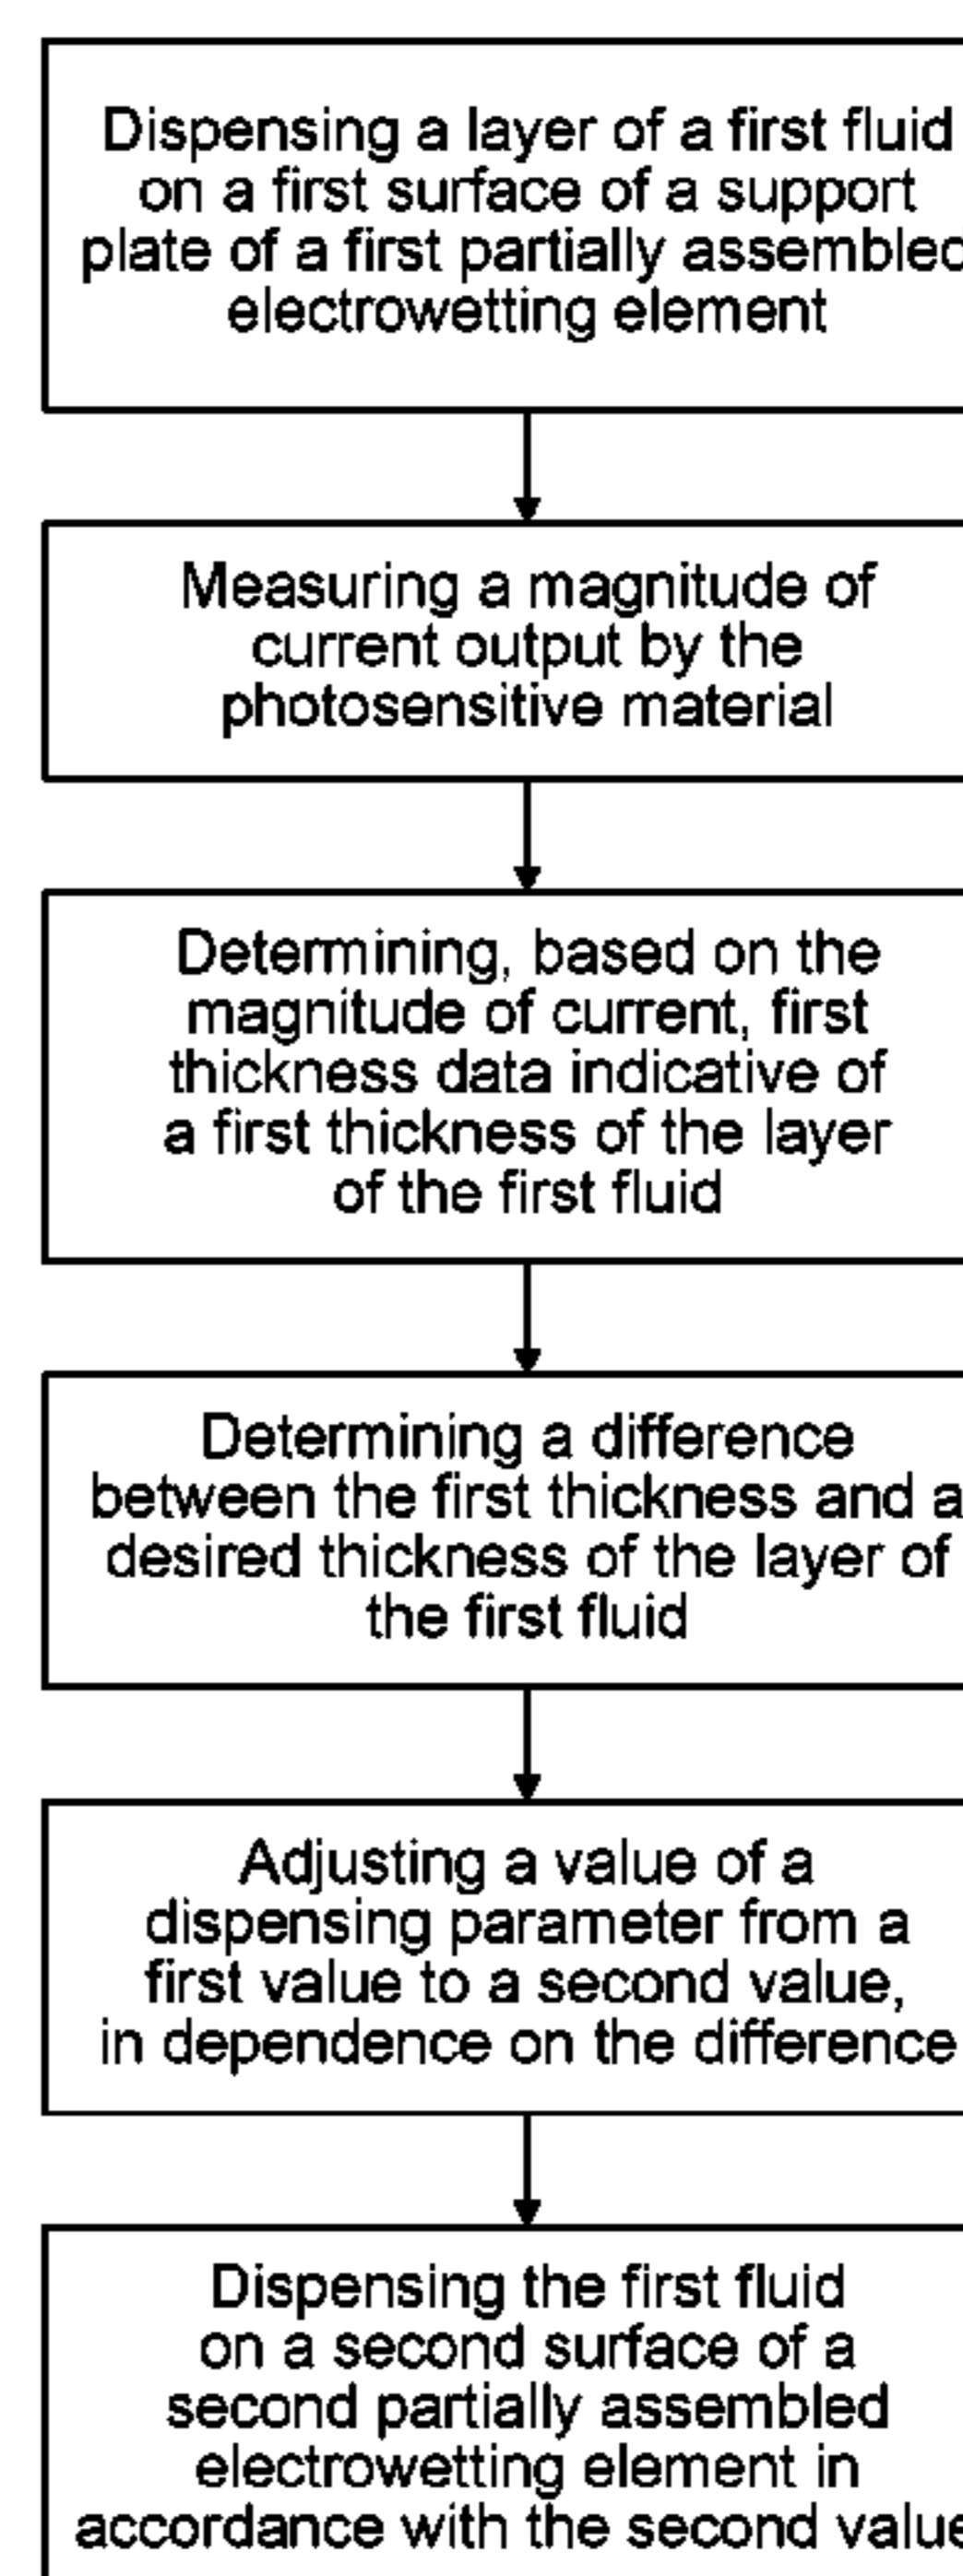 Dispensing a layer of a first fluid
on a first surface of a support
plate of a first partially assembled
electrowetting element
Measuring a magnitude of
current output by the
photosensitive material
Determining, based on the
magnitude of current, first
thickness data indicative of
a first thickness of the layer
of the first fluid
Determining a difference
between the first thickness and a
desired thickness of the layer of
the first fluid
Adjusting a value of a
dispensing parameter from a
first value to a second value,
in dependence on the difference
Dispensing the first fluid
on a second surface of a
second partially assembled
electrowetting element in
accordance with the second value